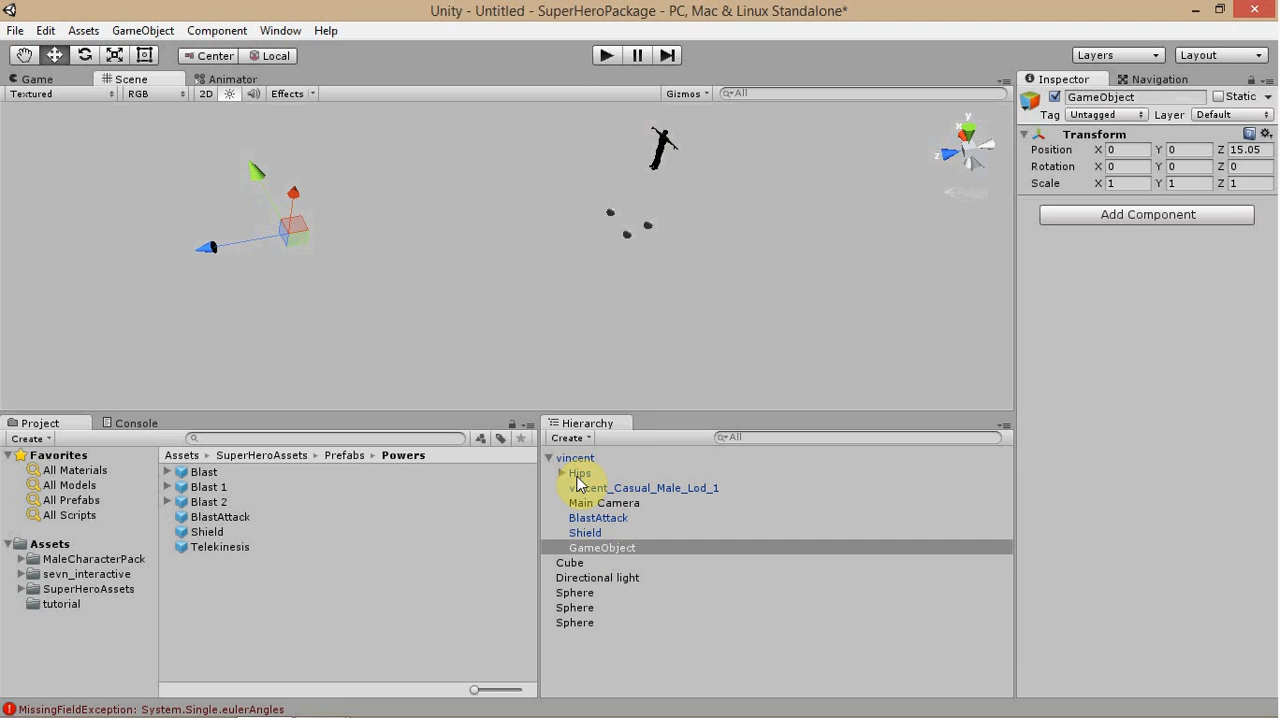 Unity - Untitled - SuperHeroPackage - PC, Mac & Linux Standalone*
File Edit Assets GameObject Component Window Help
Center Local Layers Layout
Game Scene Animator Inspector Navigation
Textured RGB 2D Effects Gizmos All
GameObject Static
Tag Untagged Layer Default
Transform
Position X 0 Y 0 Z 15.05
Rotation X 0 Y 0 Z 0
Scale X 1 Y 1 Z 1
Add Component
y
x
z
Project Console
Create
Favorites
All Materials
All Models
All Prefabs
All Scripts
Assets
MaleCharacterPack
sevn_interactive
SuperHeroAssets
tutorial
Assets SuperHeroAssets Prefabs Powers
Blast
Blast 1
Blast 2
BlastAttack
Shield
Telekinesis
Hierarchy
Create All
vincent
Hips
vincent_Casual_Male_Lod_1
Main Camera
BlastAttack
Shield
GameObject
Cube
Directional light
Sphere
Sphere
Sphere
MissingFieldException: System.Single.eulerAngles